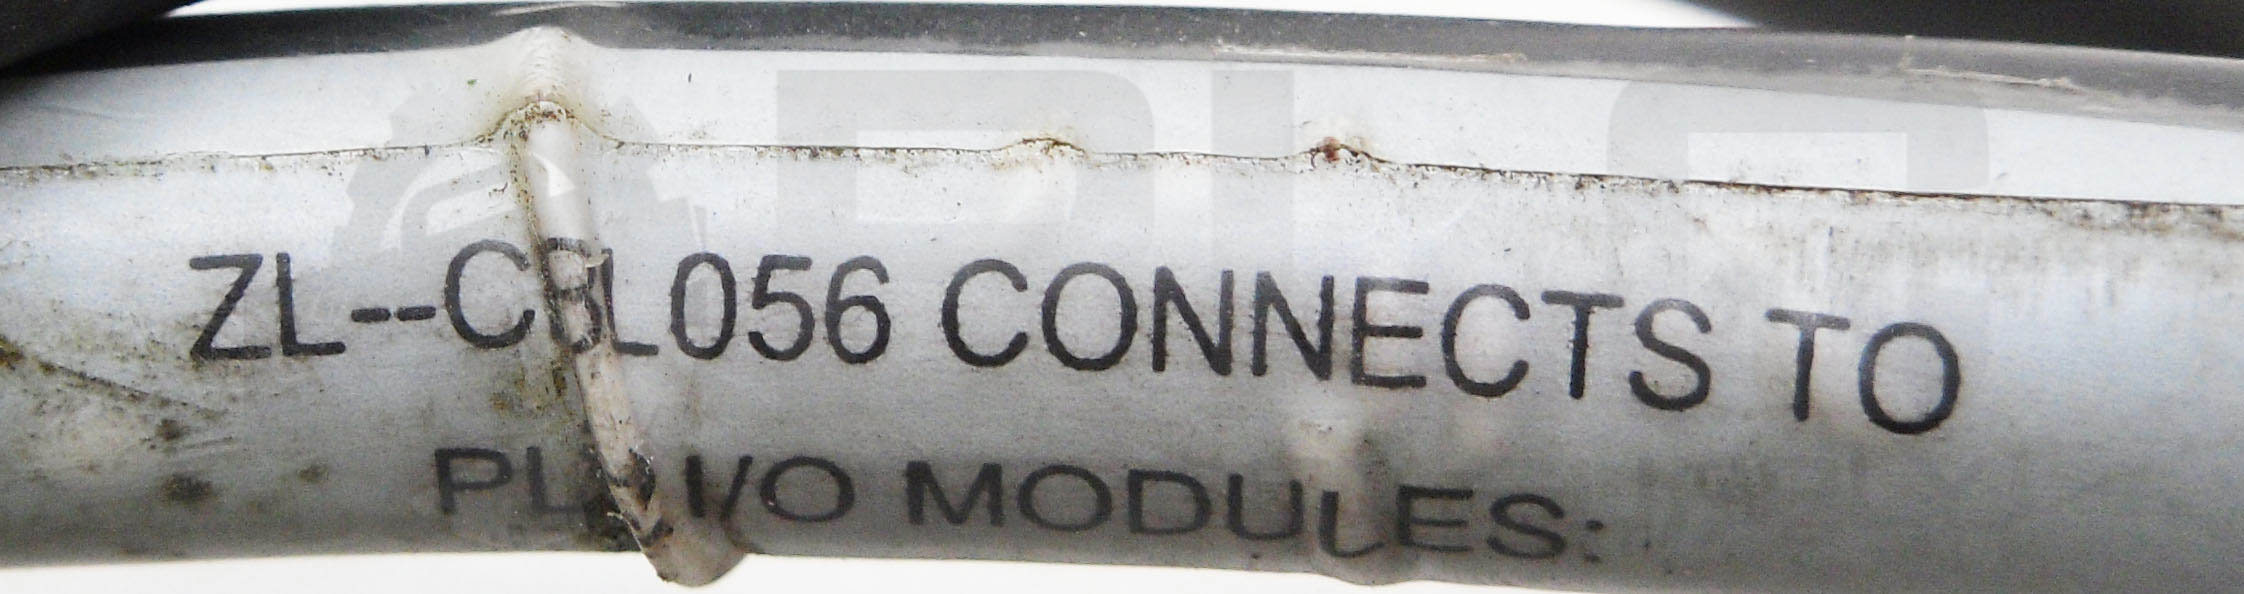 ZL--CBL056 CONNECTS TO
PLC I/O MODULES: